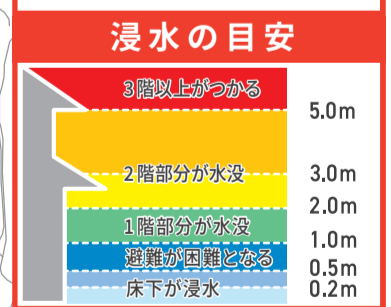 浸水の目安
3階以上がつかる
5.0m
2階部分が水没
3.0m
2.0m
1階部分が水没
1.0m
避難が困難となる
0.5m
床下が浸水
0.2m